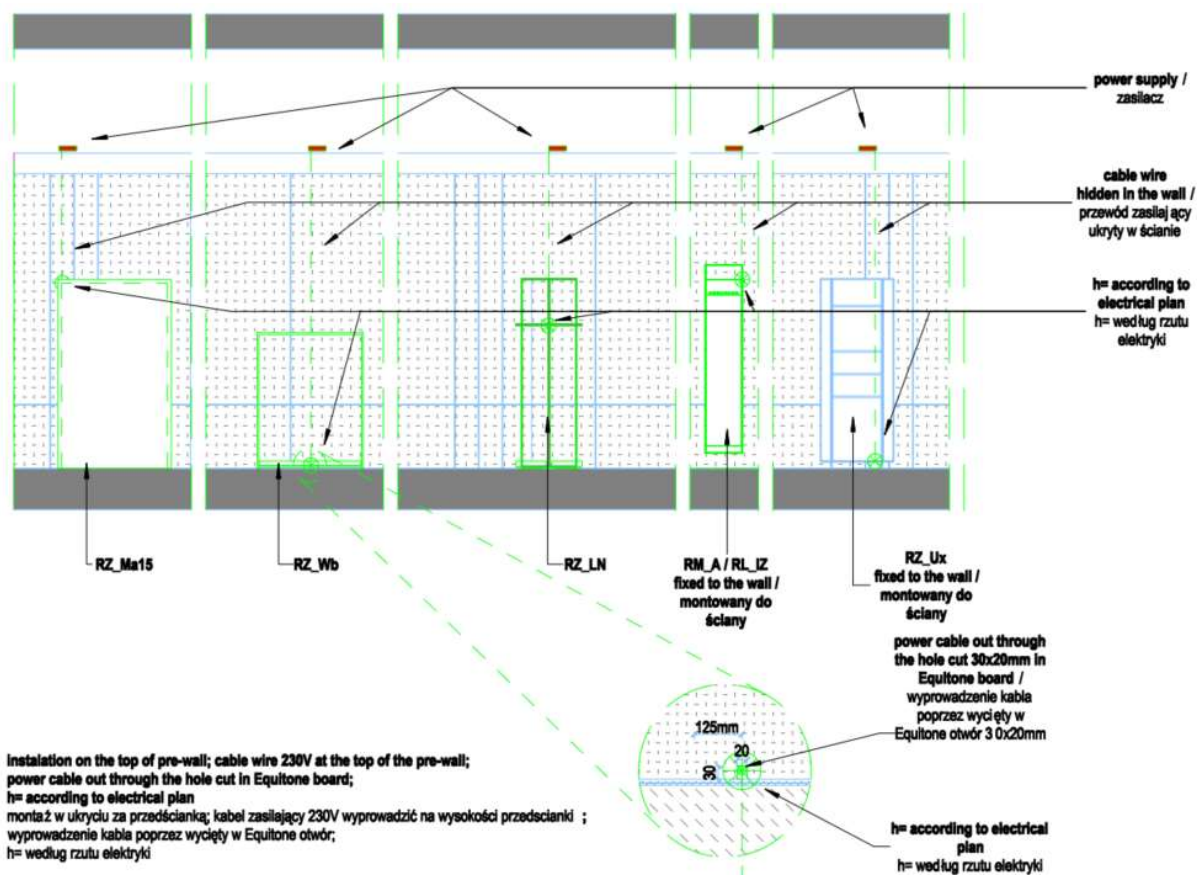 power supply /
zasilacz
cable wire
hidden in the wall /
przewód zasilający
ukryty w ścianie
h= according to
electrical plan
h= według rzutu
elektryki
RZ_Ma15
RZ_Wb
RZ_LN
RM_A / RL_IZ
fixed to the wall /
montowany do
ściany
RZ_Ux
fixed to the wall /
montowany do
ściany
power cable out through
the hole cut 30x20mm in
Equitone board /
wyprowadzenie kabla
poprzez wycięty w
Equitone otwór 3 0x20mm
125mm
20
30
instalation on the top of pre-wall; cable wire 230V at the top of the pre-wall;
power cable out through the hole cut in Equitone board;
h= according to electrical plan
montaż w ukryciu za przedścianką; kabel zasilający 230V wyprowadzić na wysokości przedscianki ;
wyprowadzenie kabla poprzez wycięty w Equitone otwór;
h= według rzutu elektryki
h= according to electrical
plan
h= według rzutu elektryki